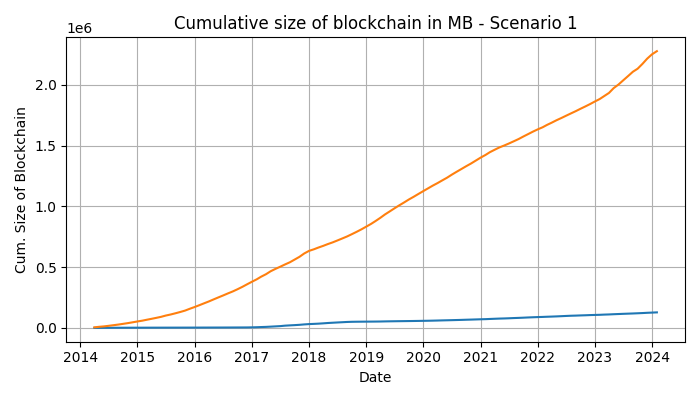 Cumulative size of blockchain in MB - Scenario 1
1e6
2.0
1.5
1.0
0.5
0.0
Cum. Size of Blockchain
2014 2015 2016 2017 2018 2019 2020 2021 2022 2023 2024
Date